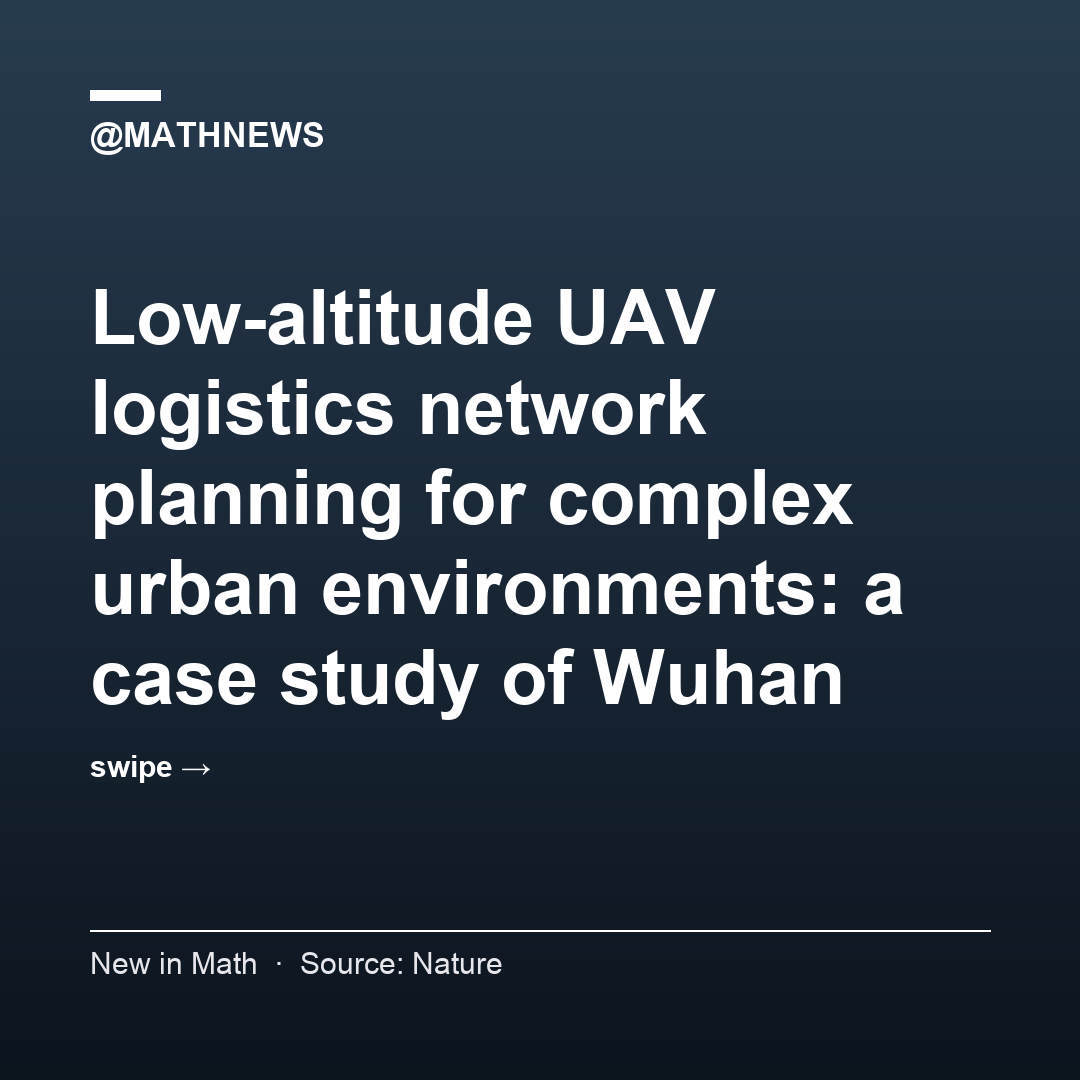 @MATHNEWS
Low-altitude UAV
logistics network
planning for complex
urban environments: a
case study of Wuhan
swipe →
New in Math · Source: Nature